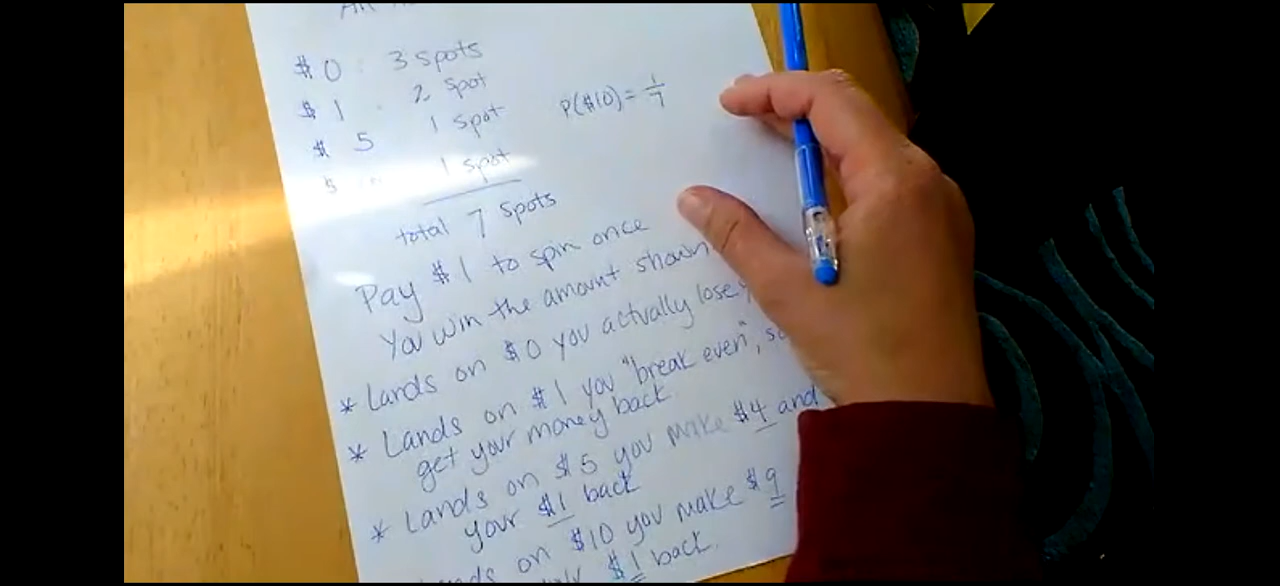 $0 3 spots
$1 2 spot
$5 1 spot
$ 1 spot
total 7 spots
P($10) = 1/7
Pay $1 to spin once
You win the amount shown
* Lands on $0 you actually lose
* Lands on $1 you "break even", so
get your money back.
* Lands on $5 you make $4 and
your $1 back
on $10 you make $9
$1 back.